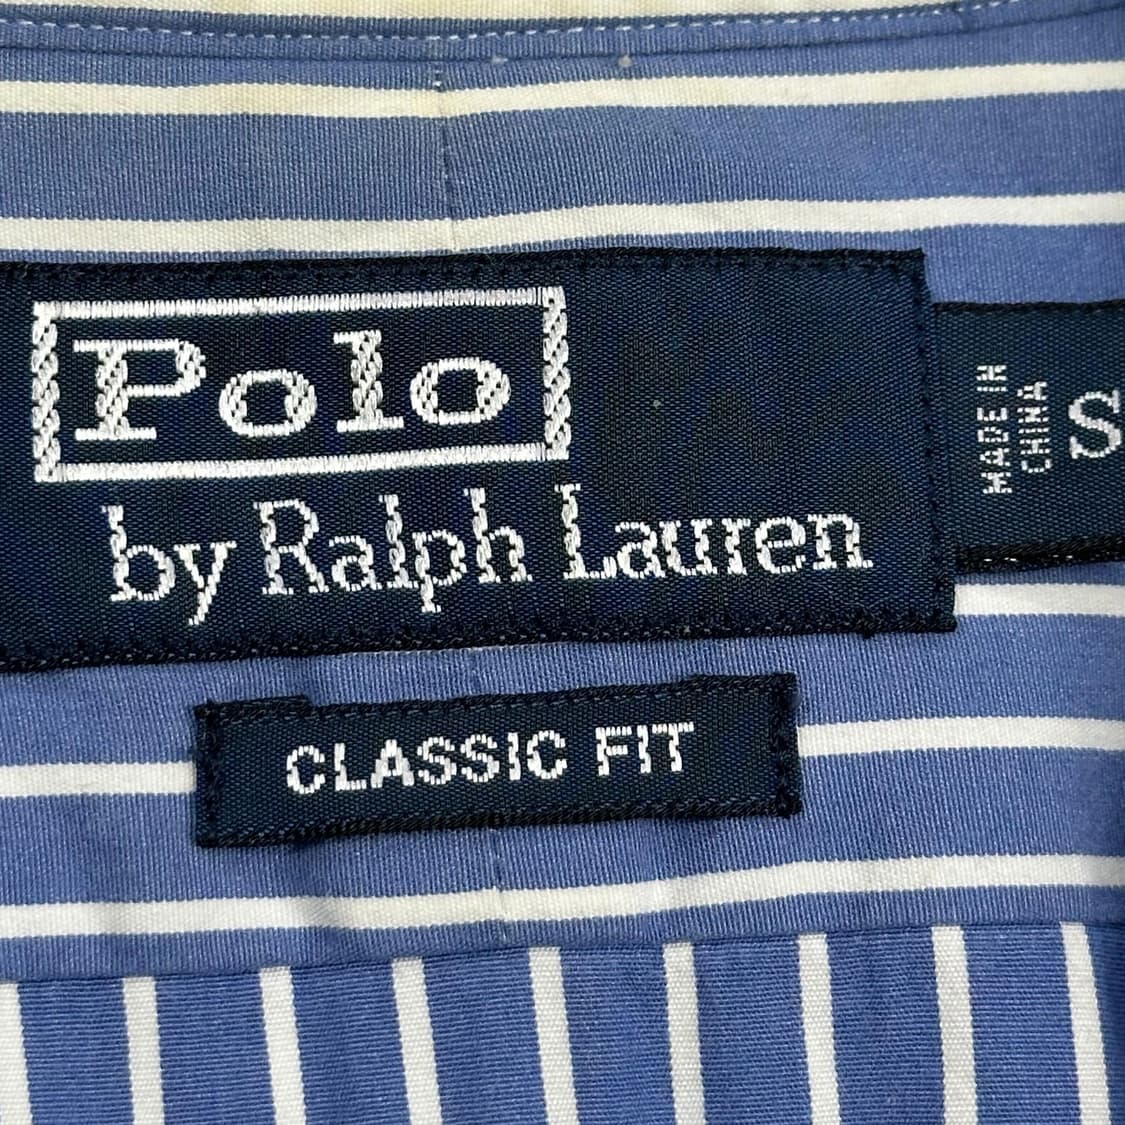 Polo
by Ralph Lauren
MADE IN
CHINA
S
CLASSIC FIT